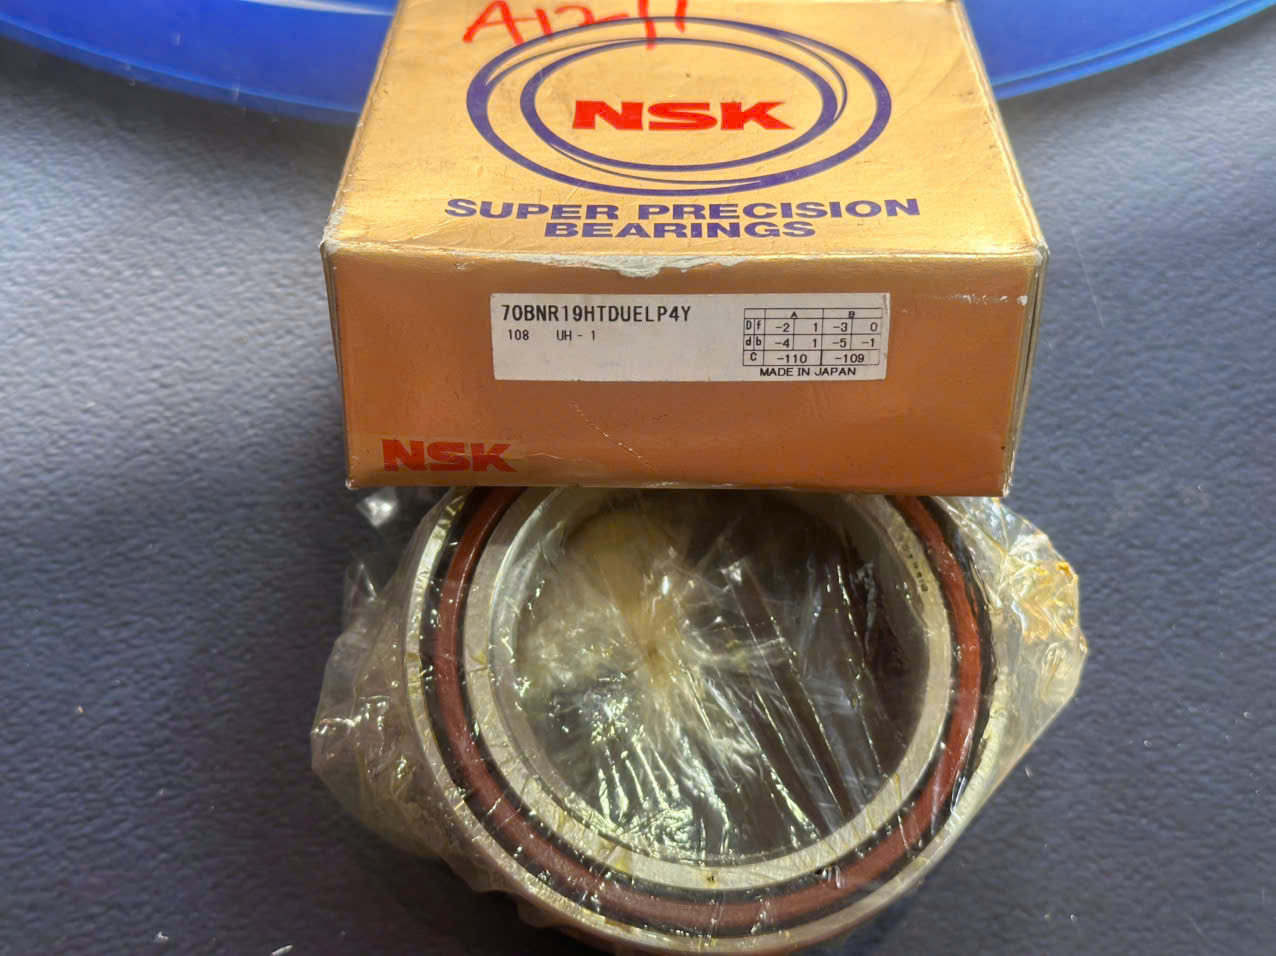 A12-11
NSK
SUPER PRECISION
BEARINGS
70BNR19HTDUELP4Y
108 UH - 1
A B
Df -2 1 -3 0
db -4 1 -5 -1
C -110 -109
MADE IN JAPAN
NSK